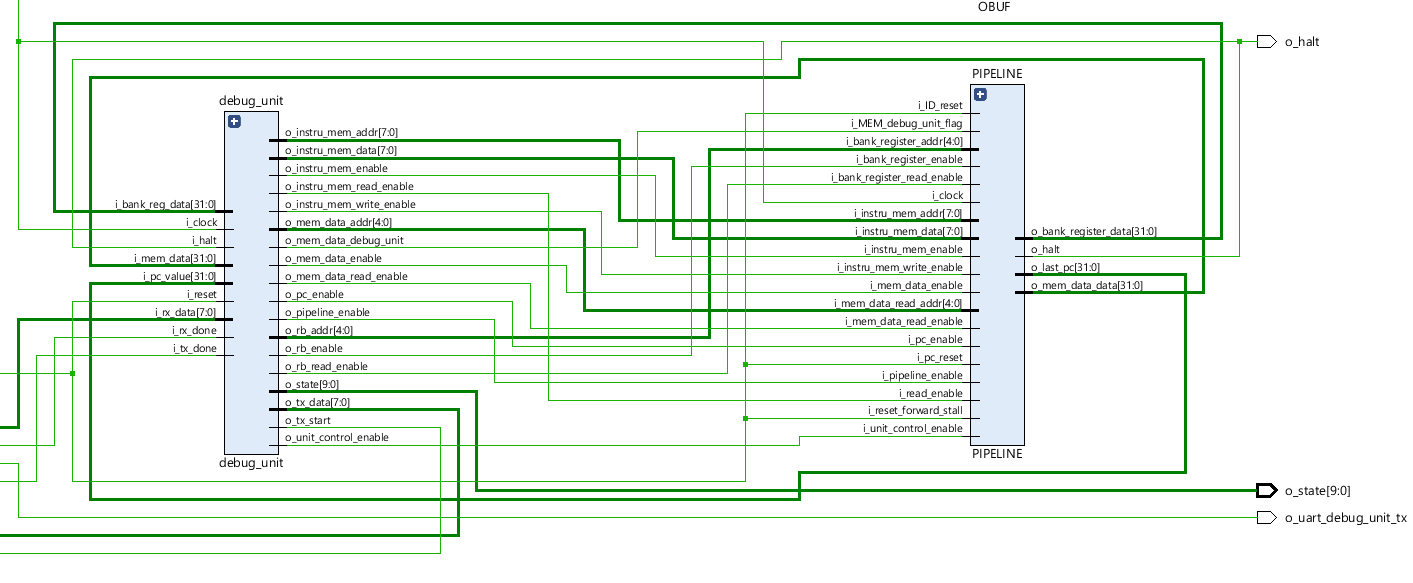 OBUF
o_halt
debug_unit
o_instru_mem_addr[7:0]
o_instru_mem_data[7:0]
o_instru_mem_enable
o_instru_mem_read_enable
i_bank_reg_data[31:0]
o_instru_mem_write_enable
i_clock
o_mem_data_addr[4:0]
i_halt
o_mem_data_debug_unit
i_mem_data[31:0]
o_mem_data_enable
i_pc_value[31:0]
o_mem_data_read_enable
i_reset
o_pc_enable
i_rx_data[7:0]
o_pipeline_enable
i_rx_done
o_rb_addr[4:0]
i_tx_done
o_rb_enable
o_rb_read_enable
o_state[9:0]
o_tx_data[7:0]
o_tx_start
o_unit_control_enable
debug_unit
PIPELINE
i_ID_reset
i_MEM_debug_unit_flag
i_bank_register_addr[4:0]
i_bank_register_enable
i_bank_register_read_enable
i_clock
i_instru_mem_addr[7:0]
i_instru_mem_data[7:0]
o_bank_register_data[31:0]
i_instru_mem_enable
o_halt
i_instru_mem_write_enable
o_last_pc[31:0]
i_mem_data_enable
o_mem_data_data[31:0]
i_mem_data_read_addr[4:0]
i_mem_data_read_enable
i_pc_enable
i_pc_reset
i_pipeline_enable
i_read_enable
i_reset_forward_stall
i_unit_control_enable
PIPELINE
o_state[9:0]
o_uart_debug_unit_tx